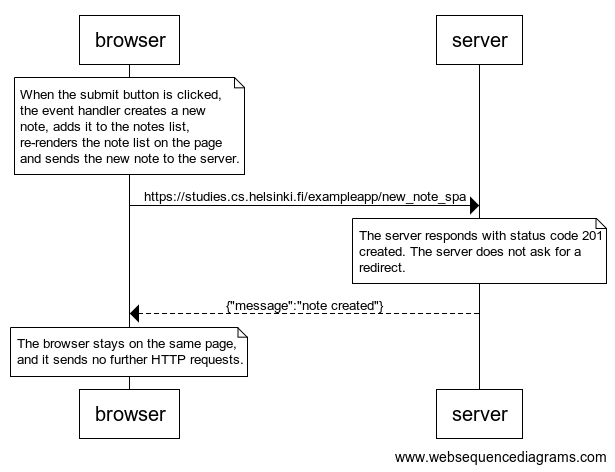 browser
server
When the submit button is clicked,
the event handler creates a new
note, adds it to the notes list,
re-renders the note list on the page
and sends the new note to the server.
https://studies.cs.helsinki.fi/exampleapp/new_note_spa
The server responds with status code 201
created. The server does not ask for a
redirect.
{"message":"note created"}
The browser stays on the same page,
and it sends no further HTTP requests.
browser
server
www.websequencediagrams.com